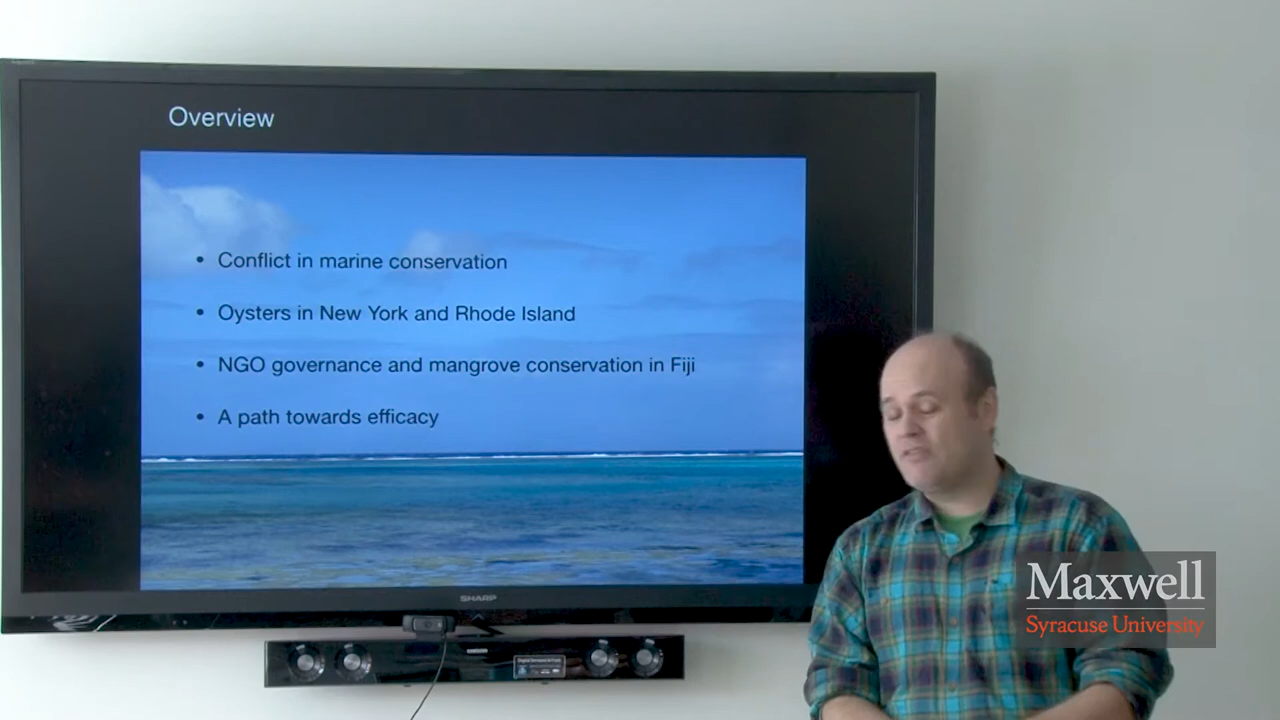 Overview
• Conflict in marine conservation
• Oysters in New York and Rhode Island
• NGO governance and mangrove conservation in Fiji
• A path towards efficacy
SHARP
SAMSUNG
Maxwell
Syracuse University